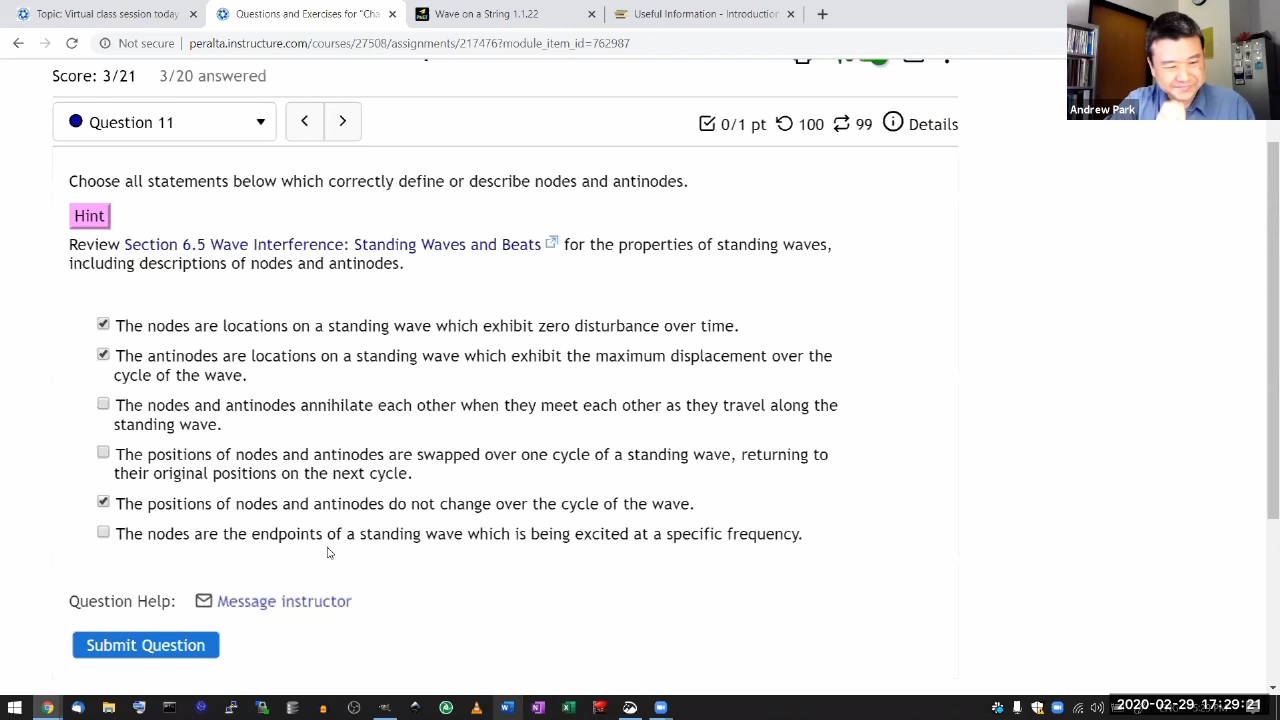 Topic: Virtual class sessionsday
Questions and Exercises for "Cha
Wave on a String 1.1.22
Useful Information - Introduction
Not secure
peralta.instructure.com/courses/27508/assignments/217476?module_item_id=762987
Andrew Park
Score: 3/21 3/20 answered
Question 11
0/1 pt 100 99 Details
Choose all statements below which correctly define or describe nodes and antinodes.
Hint
Review Section 6.5 Wave Interference: Standing Waves and Beats for the properties of standing waves,
including descriptions of nodes and antinodes.
The nodes are locations on a standing wave which exhibit zero disturbance over time.
The antinodes are locations on a standing wave which exhibit the maximum displacement over the
cycle of the wave.
The nodes and antinodes annihilate each other when they meet each other as they travel along the
standing wave.
The positions of nodes and antinodes are swapped over one cycle of a standing wave, returning to
their original positions on the next cycle.
The positions of nodes and antinodes do not change over the cycle of the wave.
The nodes are the endpoints of a standing wave which is being excited at a specific frequency.
Question Help: Message instructor
Submit Question
2020-02-29 17:29:21